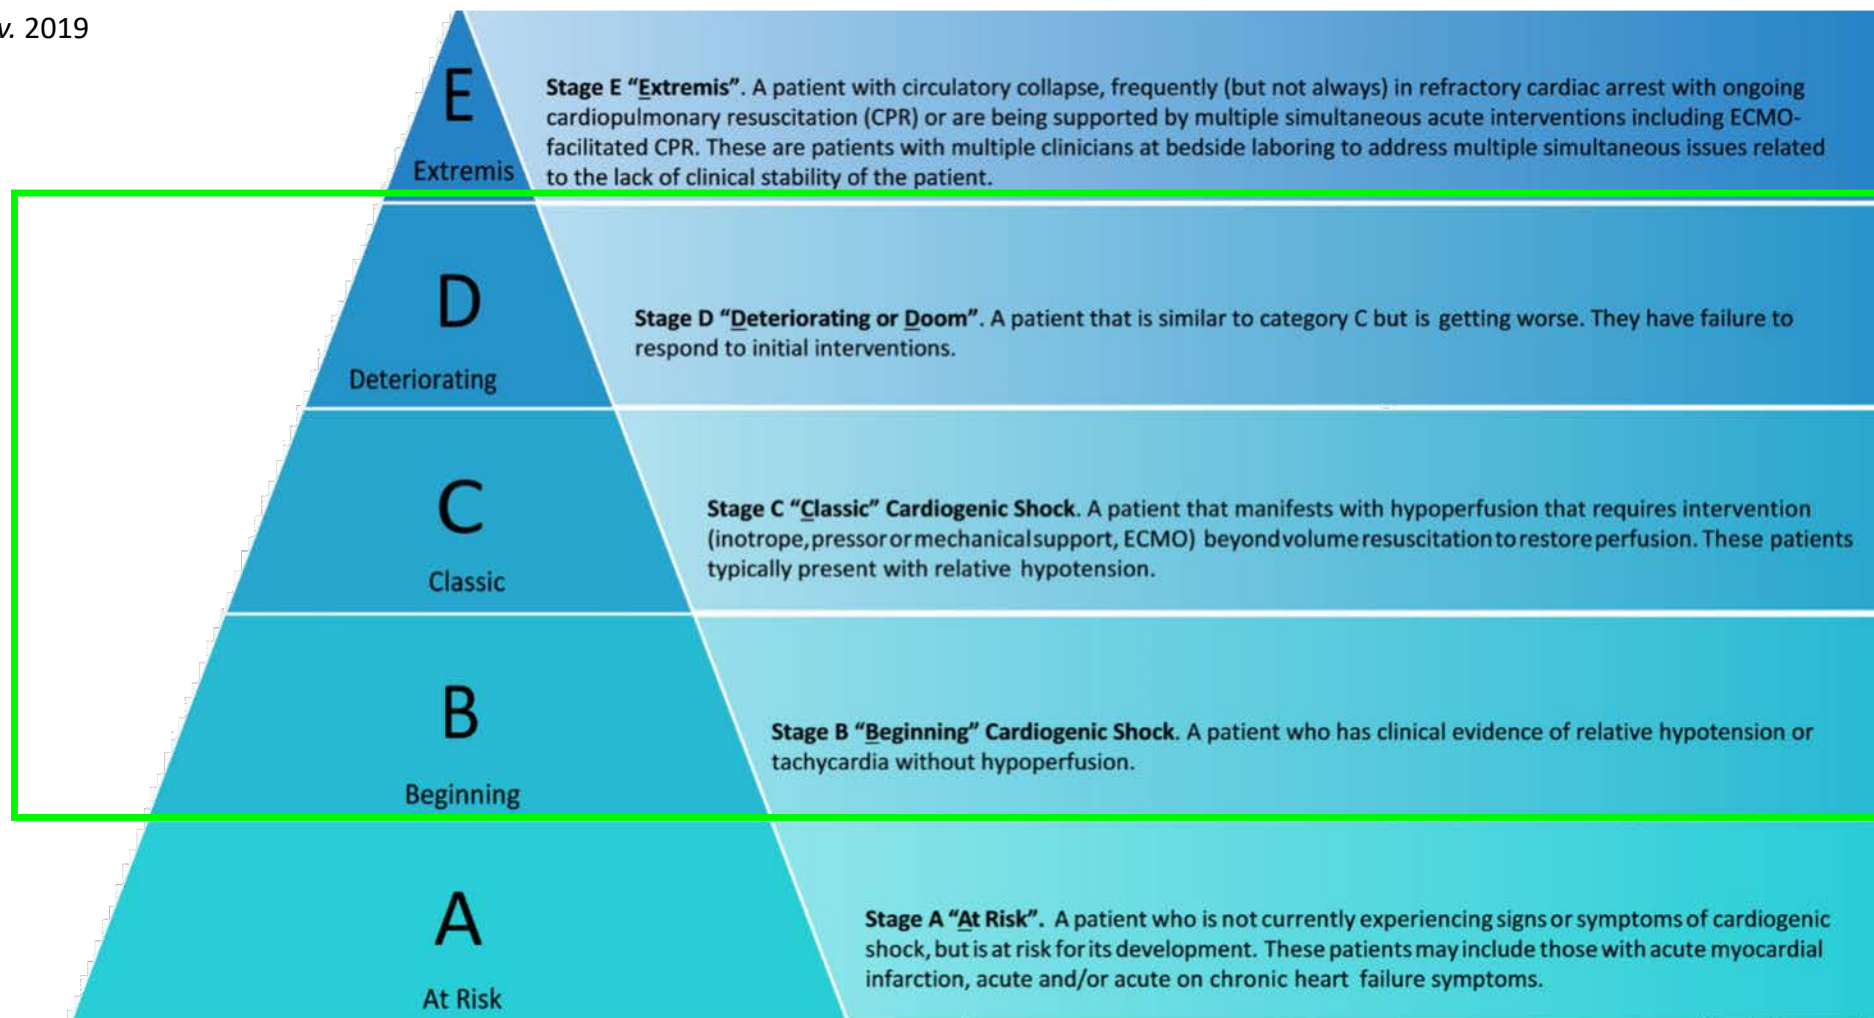 v. 2019
E
Extremis
Stage E “Extremis”. A patient with circulatory collapse, frequently (but not always) in refractory cardiac arrest with ongoing
cardiopulmonary resuscitation (CPR) or are being supported by multiple simultaneous acute interventions including ECMO-
facilitated CPR. These are patients with multiple clinicians at bedside laboring to address multiple simultaneous issues related
to the lack of clinical stability of the patient.
D
Deteriorating
Stage D “Deteriorating or Doom”. A patient that is similar to category C but is getting worse. They have failure to
respond to initial interventions.
C
Classic
Stage C “Classic” Cardiogenic Shock. A patient that manifests with hypoperfusion that requires intervention
(inotrope, pressor or mechanical support, ECMO) beyond volume resuscitation to restore perfusion. These patients
typically present with relative hypotension.
B
Beginning
Stage B “Beginning” Cardiogenic Shock. A patient who has clinical evidence of relative hypotension or
tachycardia without hypoperfusion.
A
At Risk
Stage A “At Risk”. A patient who is not currently experiencing signs or symptoms of cardiogenic
shock, but is at risk for its development. These patients may include those with acute myocardial
infarction, acute and/or acute on chronic heart failure symptoms.